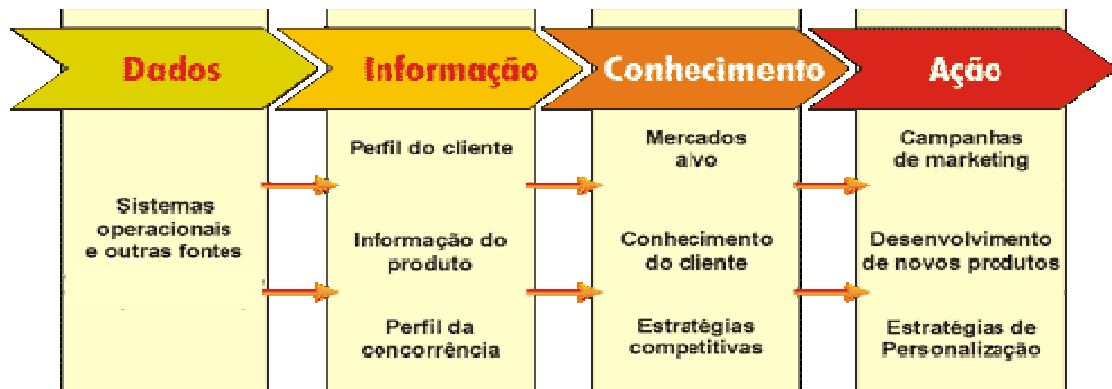 Dados
Informação
Conhecimento
Ação
Sistemas
operacionais
e outras fontes
Perfil do cliente
Informação do
produto
Perfil da
concorrência
Mercados
alvo
Conhecimento
do cliente
Estratégias
competitivas
Campanhas
de marketing
Desenvolvimento
de novos produtos
Estratégias de
Personalização